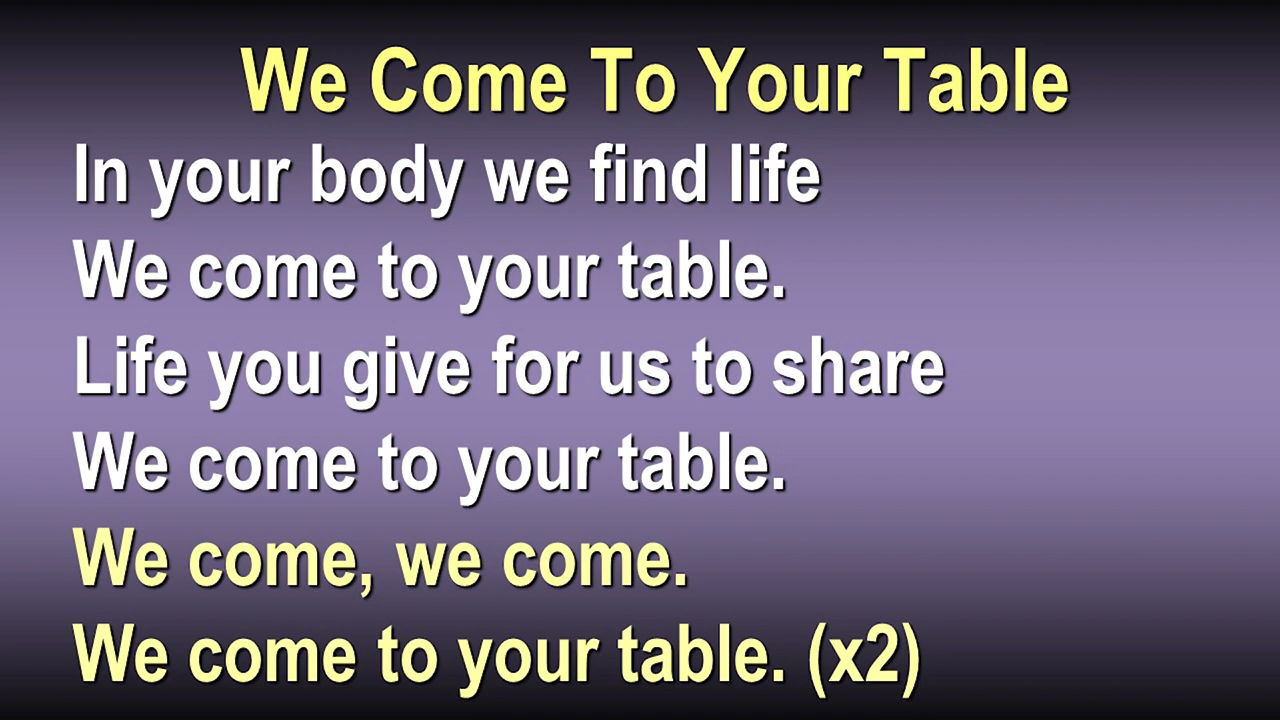 We Come To Your Table
In your body we find life
We come to your table.
Life you give for us to share
We come to your table.
We come, we come.
We come to your table. (x2)